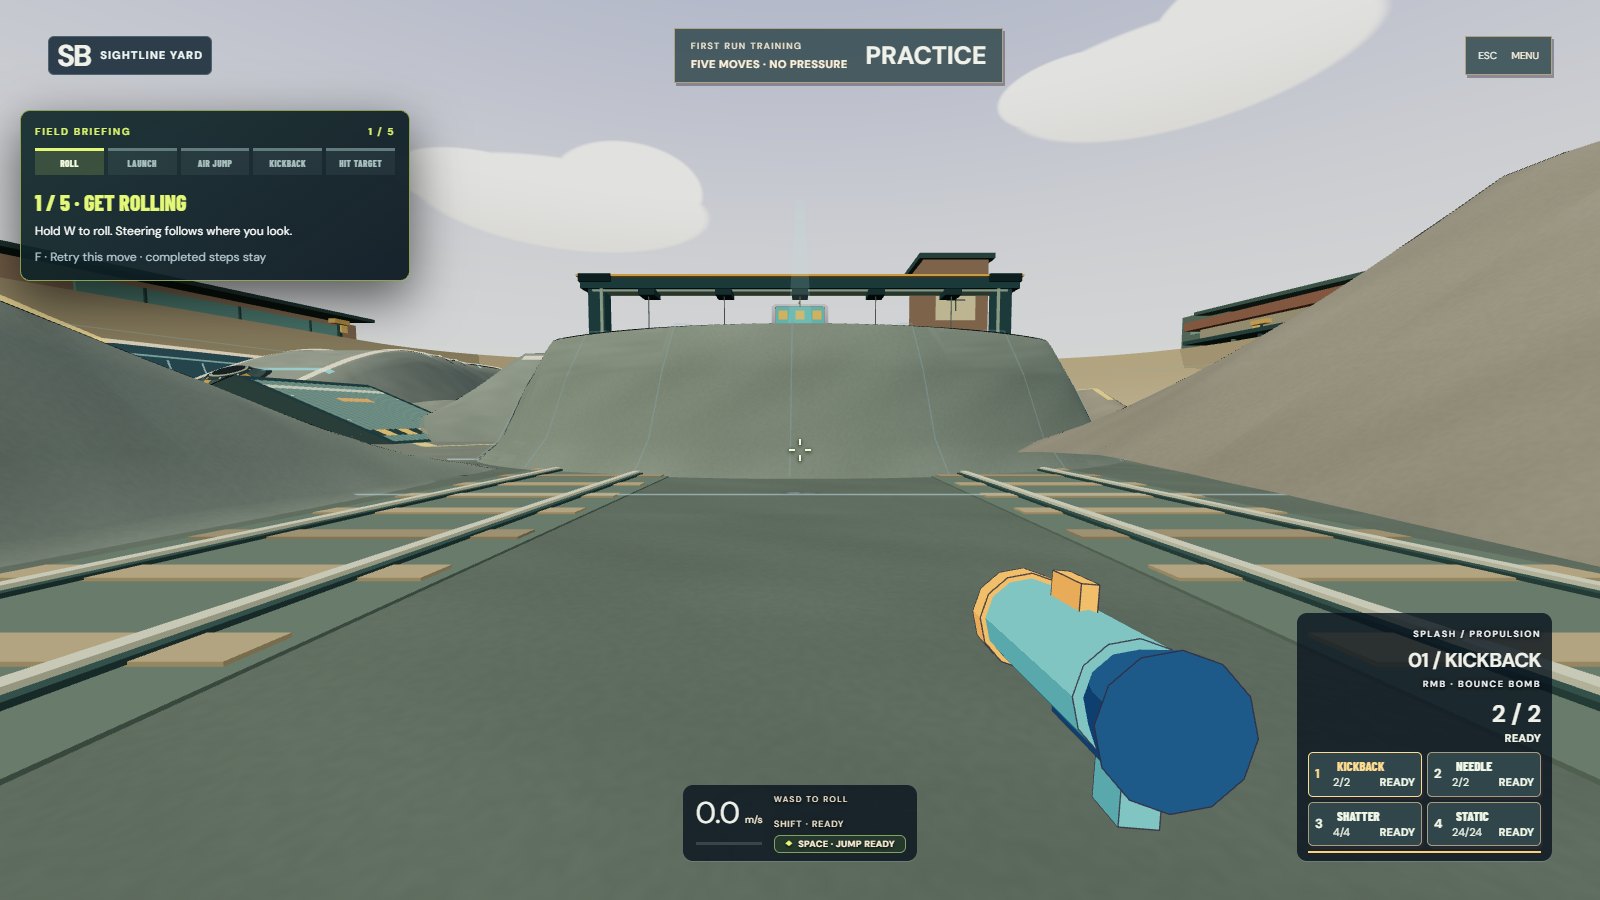 SB SIGHTLINE YARD
FIRST RUN TRAINING
FIVE MOVES · NO PRESSURE
PRACTICE
ESC MENU
FIELD BRIEFING 1 / 5
ROLL LAUNCH AIR JUMP KICKBACK HIT TARGET
1 / 5 · GET ROLLING
Hold W to roll. Steering follows where you look.
F · Retry this move · completed steps stay
SPLASH / PROPULSION
01 / KICKBACK
RMB · BOUNCE BOMB
2 / 2
READY
1 KICKBACK
2/2 READY
2 NEEDLE
2/2 READY
3 SHATTER
4/4 READY
4 STATIC
24/24 READY
0.0 m/s
WASD TO ROLL
SHIFT · READY
SPACE · JUMP READY